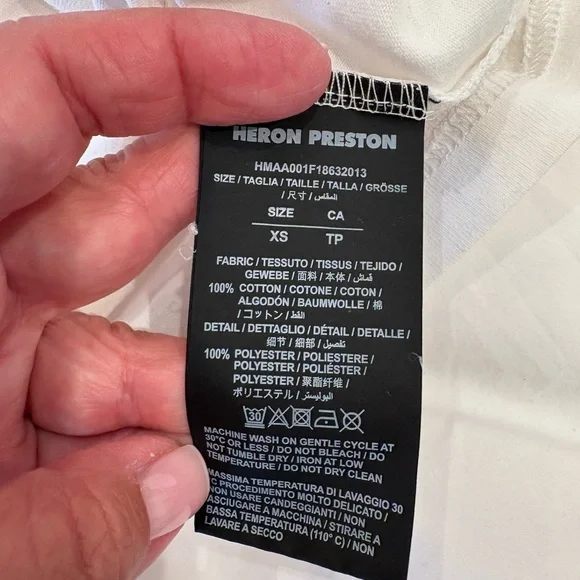 HERON PRESTON
HMAA001F18632013
SIZE / TAGLIA / TAILLE / TALLA / GRÖSSE
/ 尺寸 / المقاس
SIZE CA
XS TP
FABRIC / TESSUTO / TISSUS / TEJIDO /
GEWEBE / 面料 / 本体 / قماش
100% COTTON / COTONE / COTON /
ALGODÓN / BAUMWOLLE / 棉
/ コットン / القطن
DETAIL / DETTAGLIO / DÉTAIL / DETALLE /
细节 / 細部 / تفصيل
100% POLYESTER / POLIESTERE /
POLYESTER / POLIÉSTER /
POLYESTER / 聚酯纤维 /
ポリエステル / البوليستر
30
MACHINE WASH ON GENTLE CYCLE AT
30°C OR LESS / DO NOT BLEACH / DO
NOT TUMBLE DRY / IRON AT LOW
TEMPERATURE / DO NOT DRY CLEAN
MASSIMA TEMPERATURA DI LAVAGGIO 30
°C PROCEDIMENTO MOLTO DELICATO /
NON USARE CANDEGGIANTI / NON
ASCIUGARE A MACCHINA / STIRARE A
BASSA TEMPERATURA (110° C) / NON
LAVARE A SECCO